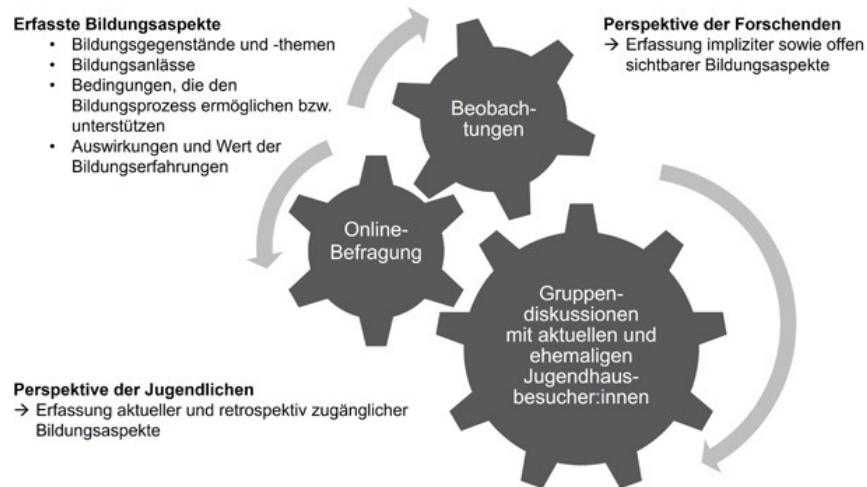 Erfasste Bildungsaspekte
• Bildungsgegenstände und -themen
• Bildungsanlässe
• Bedingungen, die den
Bildungsprozess ermöglichen bzw.
unterstützen
• Auswirkungen und Wert der
Bildungserfahrungen
Perspektive der Forschenden
→ Erfassung impliziter sowie offen
sichtbarer Bildungsaspekte
Beobach-
tungen
Online-
Befragung
Gruppen-
diskussionen
mit aktuellen und
ehemaligen
Jugendhaus-
besucher:innen
Perspektive der Jugendlichen
→ Erfassung aktueller und retrospektiv zugänglicher
Bildungsaspekte